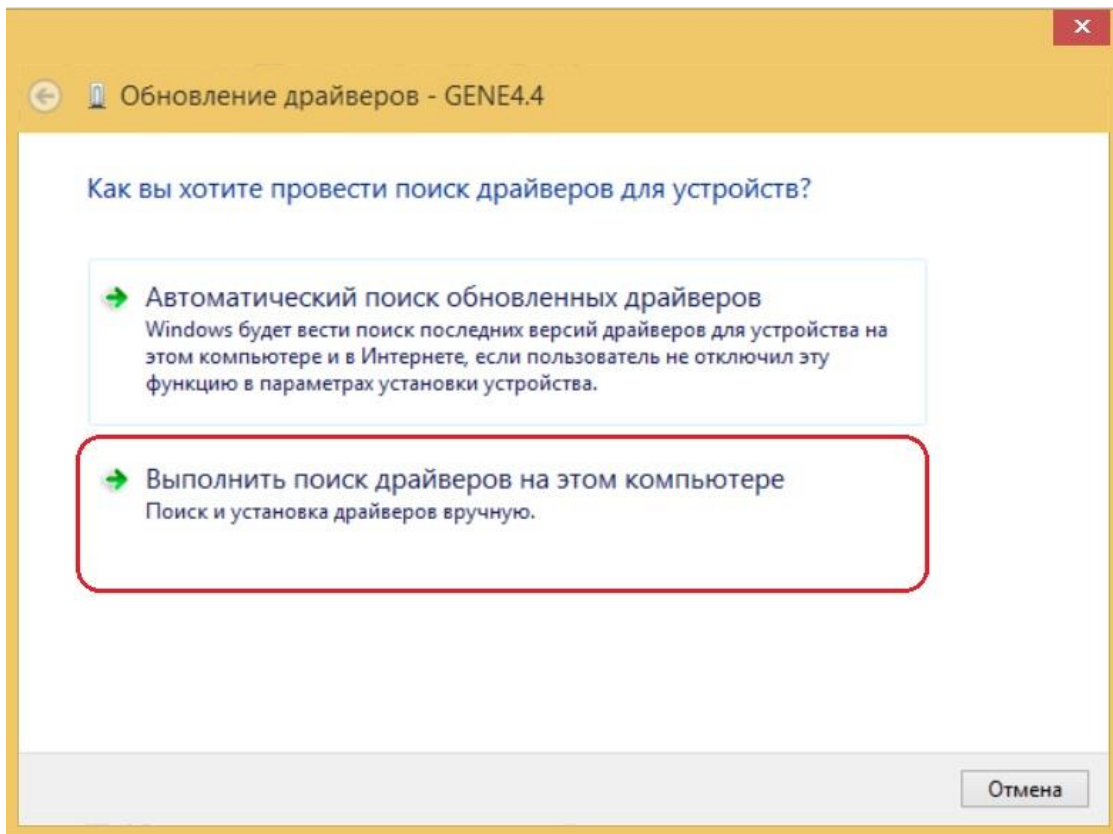 Обновление драйверов - GENE4.4
Как вы хотите провести поиск драйверов для устройств?
Автоматический поиск обновленных драйверов
Windows будет вести поиск последних версий драйверов для устройства на
этом компьютере и в Интернете, если пользователь не отключил эту
функцию в параметрах установки устройства.
Выполнить поиск драйверов на этом компьютере
Поиск и установка драйверов вручную.
Отмена